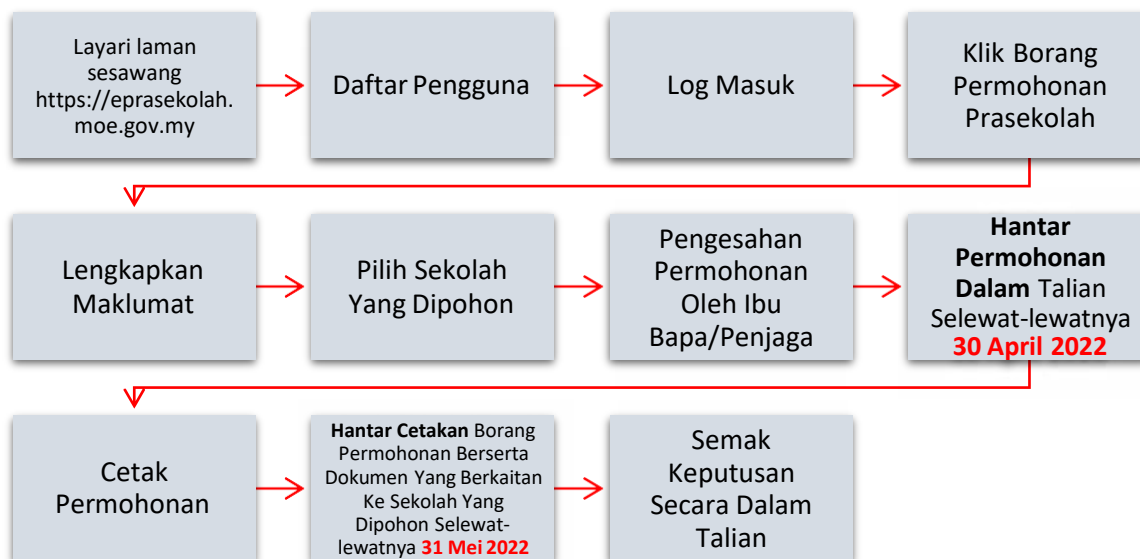 Layari laman
sesawang
https://eprasekolah.
moe.gov.my
Daftar Pengguna
Log Masuk
Klik Borang
Permohonan
Prasekolah
Lengkapkan
Maklumat
Pilih Sekolah
Yang Dipohon
Pengesahan
Permohonan
Oleh Ibu
Bapa/Penjaga
Hantar
Permohonan
Dalam Talian
Selewat-lewatnya
30 April 2022
Cetak
Permohonan
Hantar Cetakan Borang
Permohonan Berserta
Dokumen Yang Berkaitan
Ke Sekolah Yang
Dipohon Selewat-
lewatnya 31 Mei 2022
Semak
Keputusan
Secara Dalam
Talian